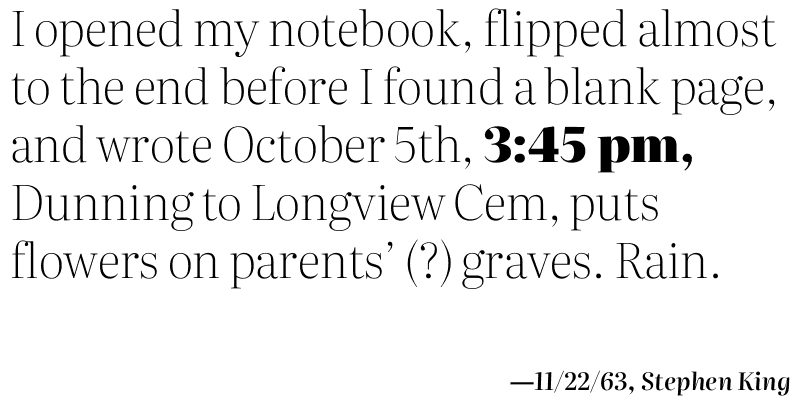 I opened my notebook, flipped almost
to the end before I found a blank page,
and wrote October 5th, 3:45 pm,
Dunning to Longview Cem, puts
flowers on parents’ (?) graves. Rain.
—11/22/63, Stephen King